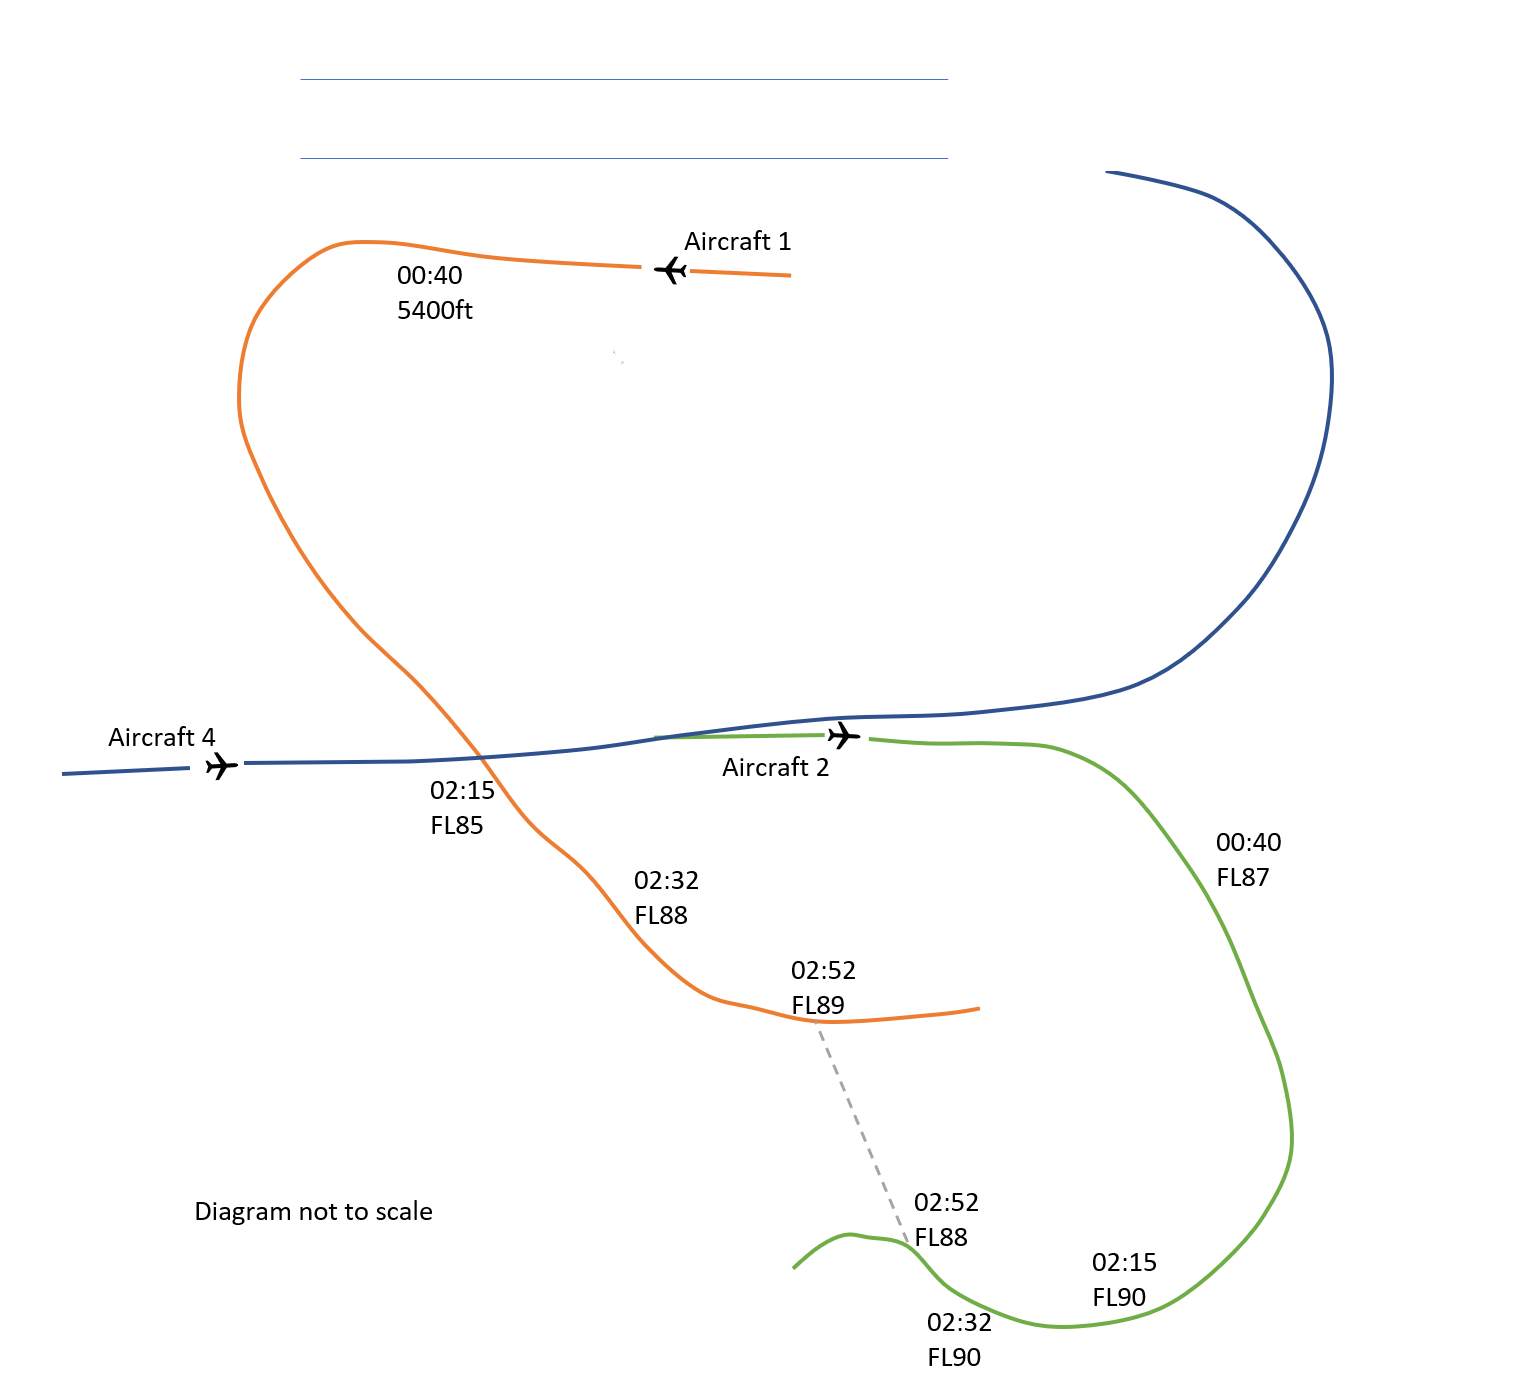 Aircraft 1
00:40
5400ft
Aircraft 4
Aircraft 2
02:15
FL85
00:40
FL87
02:32
FL88
02:52
FL89
02:52
FL88
Diagram not to scale
02:15
FL90
02:32
FL90